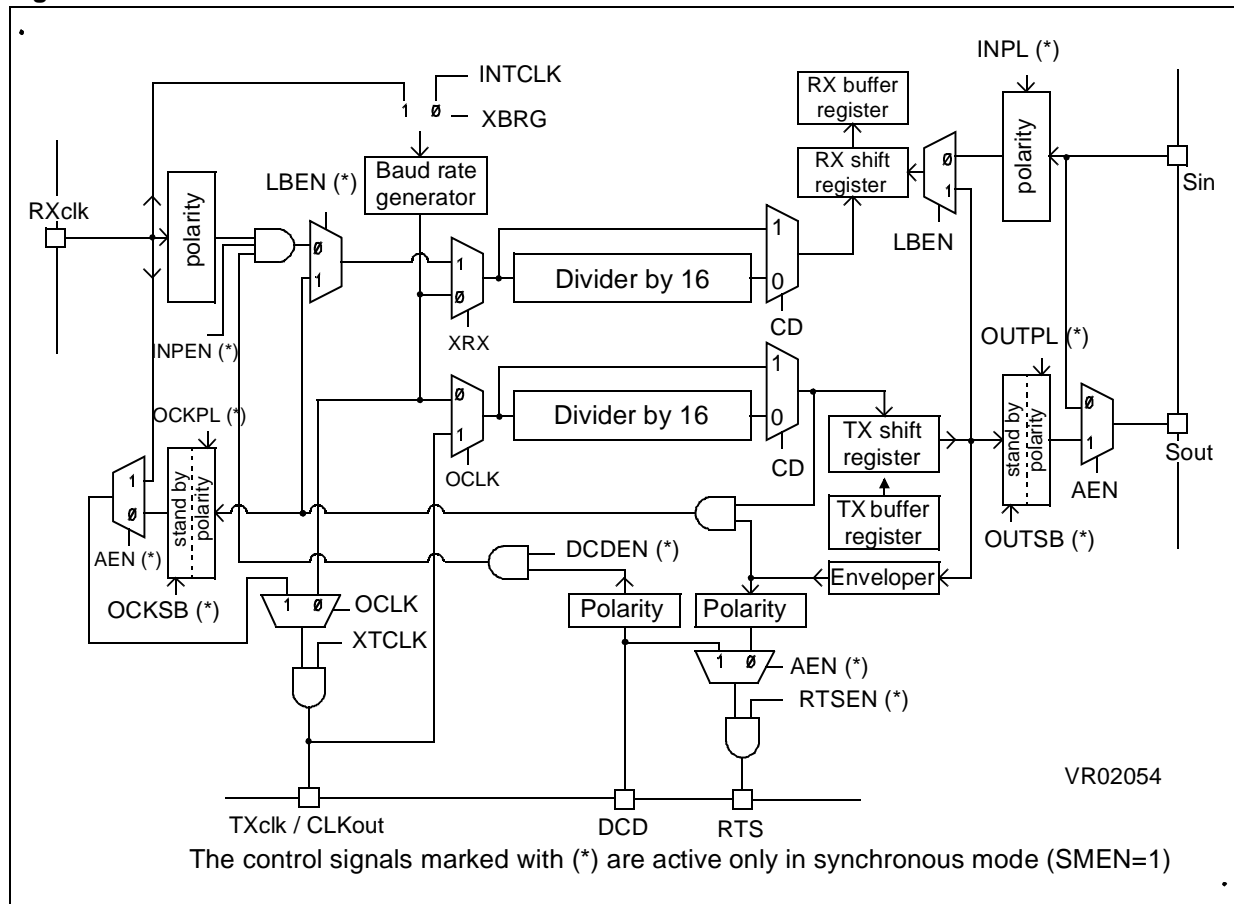 INPL (*)
INTCLK
1 Ø
XBRG
RX buffer
register
polarity
Baud rate
generator
RX shift
register
Ø
1
Sin
LBEN (*)
LBEN
RXclk
polarity
Ø
1
1
Ø
XRX
Divider by 16
1
0
CD
INPEN (*)
OUTPL (*)
OCKPL (*)
Ø
1
OCLK
Divider by 16
1
0
CD
TX shift
register
stand by
polarity
Ø
1
AEN
Sout
1
Ø
AEN (*)
stand by
polarity
TX buffer
register
OUTSB (*)
DCDEN (*)
Enveloper
OCKSB (*)
1 Ø
OCLK
Polarity
Polarity
XTCLK
1 Ø
AEN (*)
RTSEN (*)
VR02054
TXclk / CLKout
DCD
RTS
The control signals marked with (*) are active only in synchronous mode (SMEN=1)